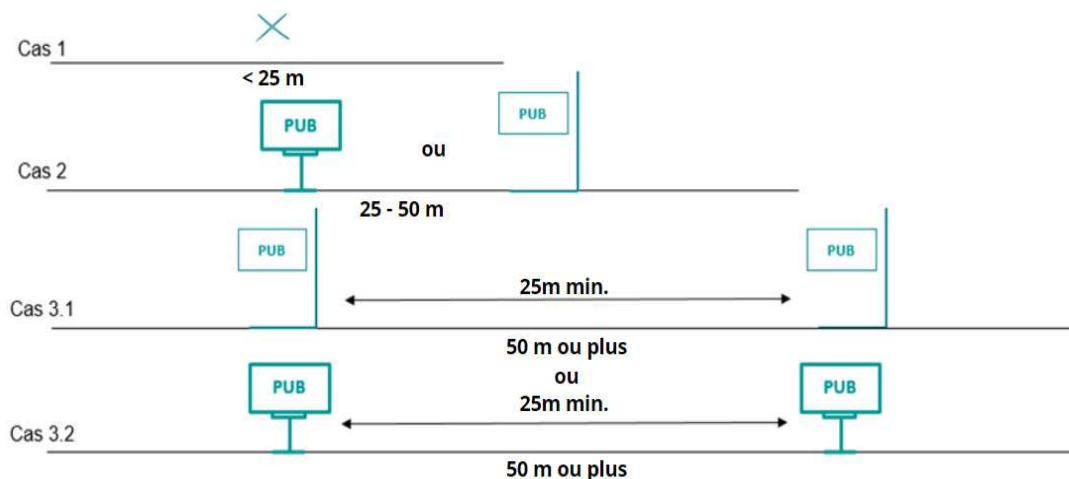 Cas 1
< 25 m
PUB
PUB
ou
Cas 2
25 - 50 m
PUB
PUB
25m min.
Cas 3.1
50 m ou plus
ou
PUB
PUB
25m min.
Cas 3.2
50 m ou plus